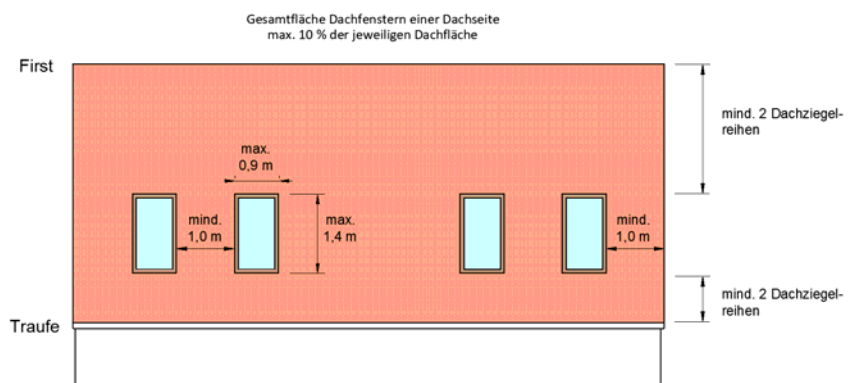 Gesamtfläche Dachfenstern einer Dachseite
max. 10 % der jeweiligen Dachfläche
First
mind. 2 Dachziegel-
reihen
max.
0,9 m
mind.
1,0 m
max.
1,4 m
mind.
1,0 m
mind. 2 Dachziegel-
reihen
Traufe